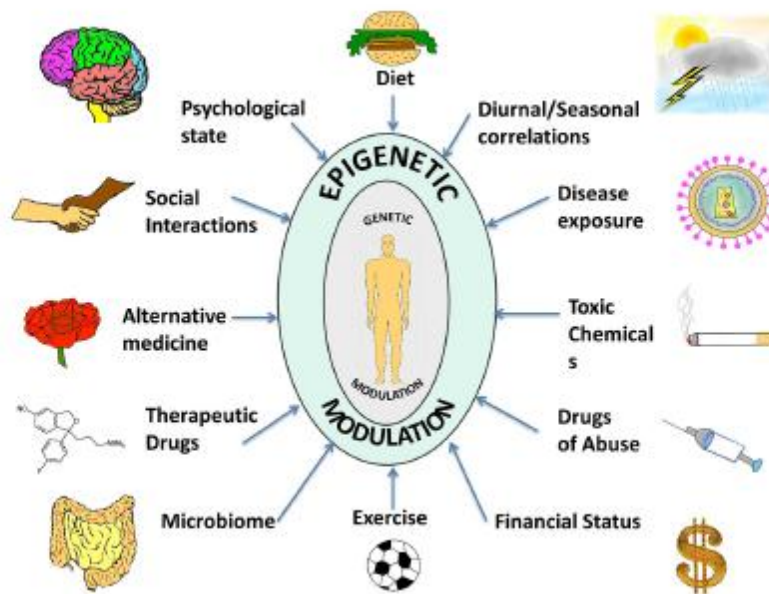 Diet
Psychological
state
Diurnal/Seasonal
correlations
EPIGENETIC
Social
Interactions
GENETIC
Disease
exposure
Alternative
medicine
Toxic
Chemical
s
MODULATION
Therapeutic
Drugs
MODULATION
Drugs
of Abuse
Microbiome
Exercise
Financial Status
$